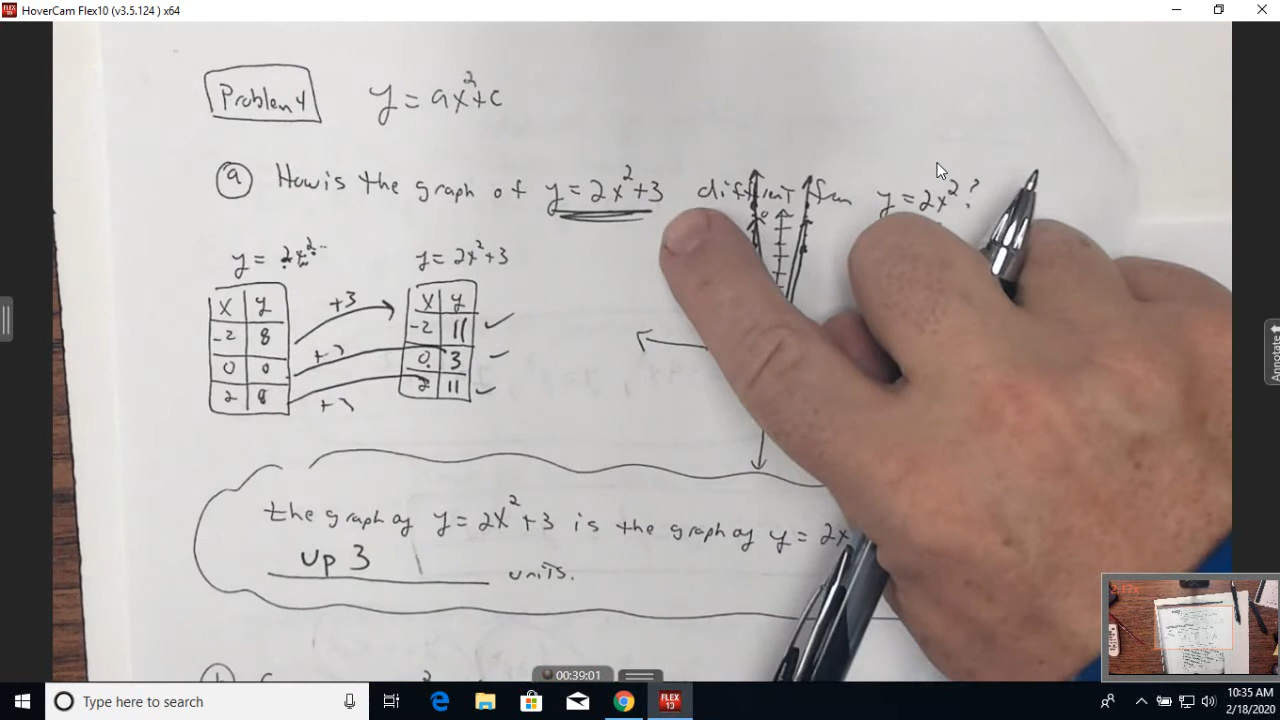 HoverCam Flex10 (v3.5.124 ) x64
Problem 4 y = ax²+c
a How is the graph of y = 2x²+3 different from y = 2x²?
y = 2x² y = 2x²+3
x y x y
-2 8 +3 -2 11
0 0 +3 0 3
2 8 +3 2 11
the graph of y = 2x²+3 is the graph of y = 2x
up 3 units.
Annotate
00:39:01
Type here to search
FLEX 10
10:35 AM
2/18/2020